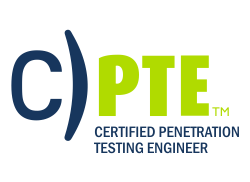 C)PTE™
CERTIFIED PENETRATION
TESTING ENGINEER